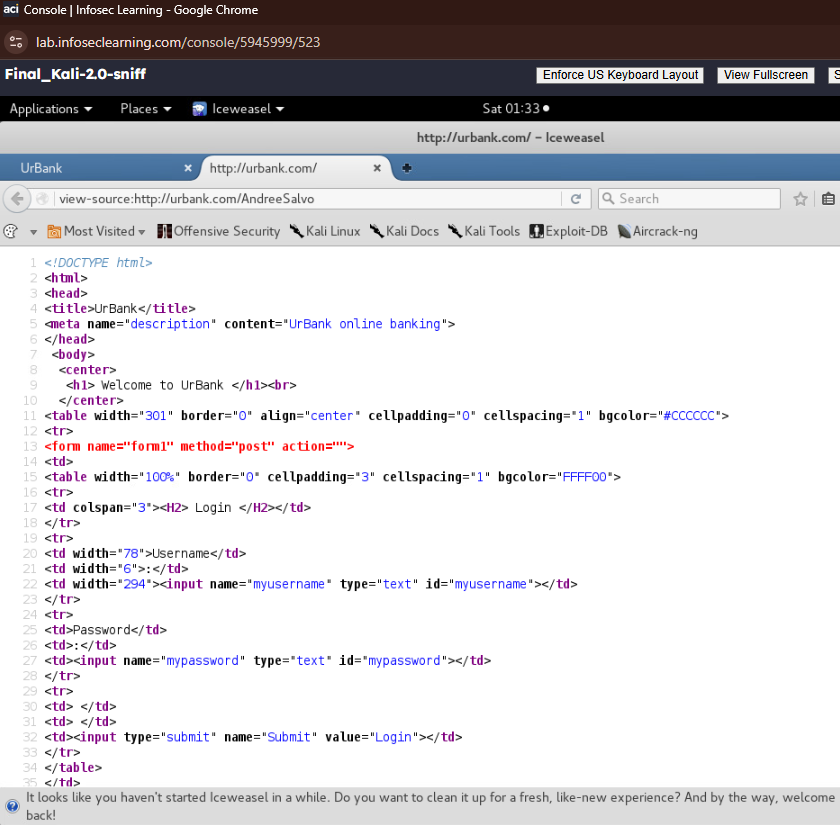 aci Console | Infosec Learning - Google Chrome
lab.infoseclearning.com/console/5945999/523
Final_Kali-2.0-sniff Enforce US Keyboard Layout View Fullscreen S
Applications Places Iceweasel Sat 01:33
http://urbank.com/ - Iceweasel
UrBank http://urbank.com/
view-source:http://urbank.com/AndreeSalvo Search
Most Visited Offensive Security Kali Linux Kali Docs Kali Tools Exploit-DB Aircrack-ng
1 <!DOCTYPE html>
2 <html>
3 <head>
4 <title>UrBank</title>
5 <meta name="description" content="UrBank online banking">
6 </head>
7 <body>
8 <center>
9 <h1> Welcome to UrBank </h1><br>
10 </center>
11 <table width="301" border="0" align="center" cellpadding="0" cellspacing="1" bgcolor="#CCCCCC">
12 <tr>
13 <form name="form1" method="post" action="">
14 <td>
15 <table width="100%" border="0" cellpadding="3" cellspacing="1" bgcolor="FFFF00">
16 <tr>
17 <td colspan="3"><H2> Login </H2></td>
18 </tr>
19 <tr>
20 <td width="78">Username</td>
21 <td width="6">:</td>
22 <td width="294"><input name="myusername" type="text" id="myusername"></td>
23 </tr>
24 <tr>
25 <td>Password</td>
26 <td>:</td>
27 <td><input name="mypassword" type="text" id="mypassword"></td>
28 </tr>
29 <tr>
30 <td> </td>
31 <td> </td>
32 <td><input type="submit" name="Submit" value="Login"></td>
33 </tr>
34 </table>
35 </td>
It looks like you haven't started Iceweasel in a while. Do you want to clean it up for a fresh, like-new experience? And by the way, welcome
back!